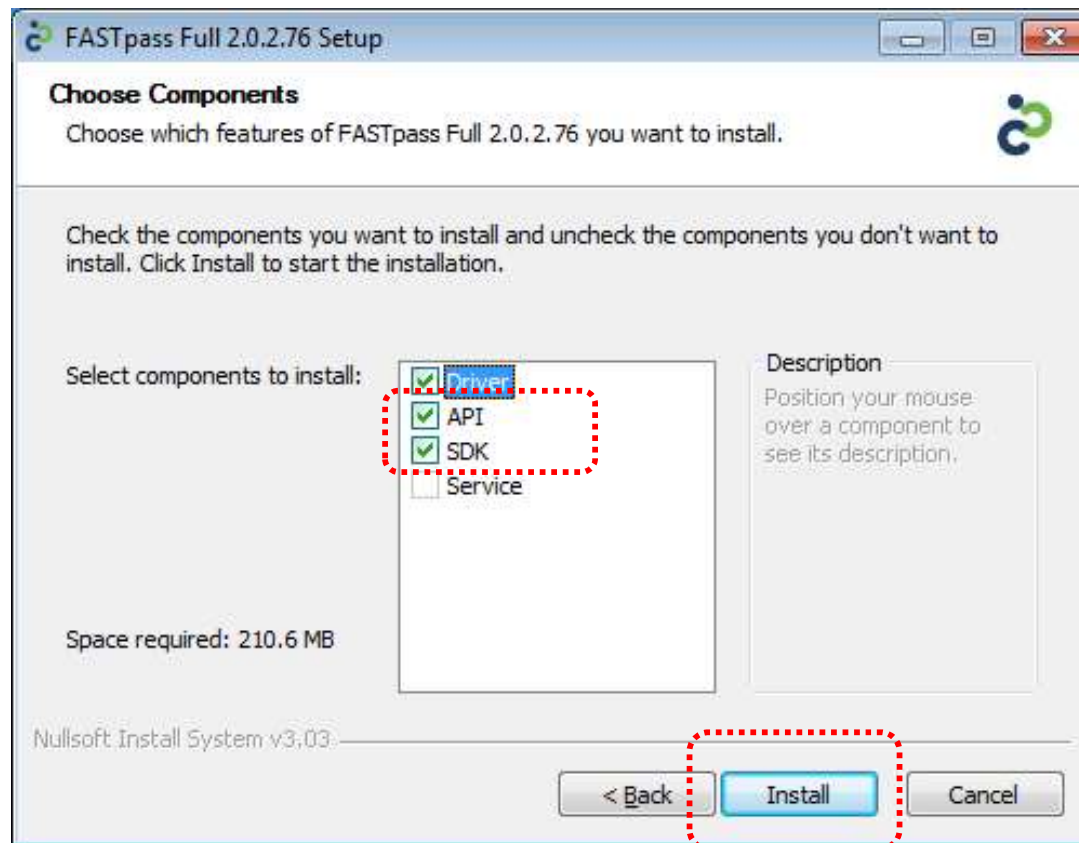 FASTpass Full 2.0.2.76 Setup
Choose Components
Choose which features of FASTpass Full 2.0.2.76 you want to install.
Check the components you want to install and uncheck the components you don't want to
install. Click Install to start the installation.
Select components to install:
Driver
API
SDK
Service
Description
Position your mouse
over a component to
see its description.
Space required: 210.6 MB
Nullsoft Install System v3.03
< Back
Install
Cancel